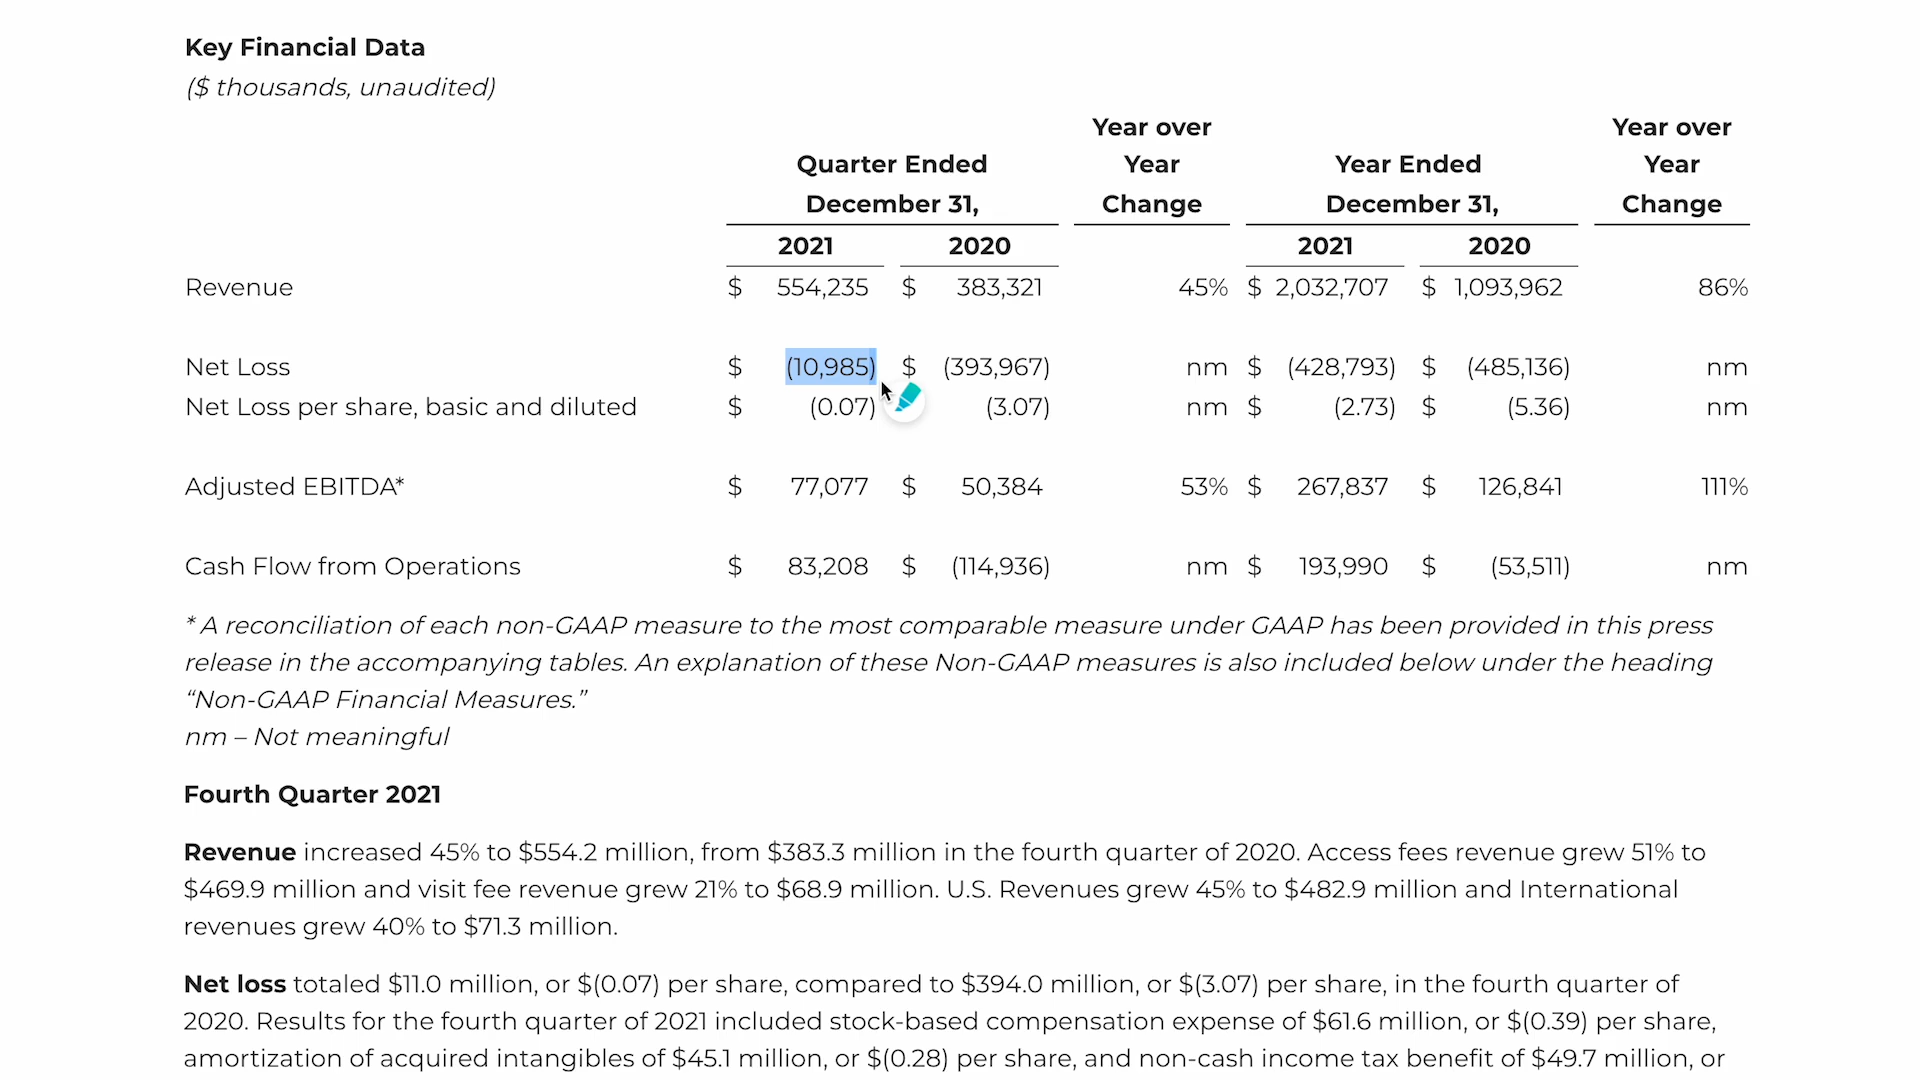 Key Financial Data
($ thousands, unaudited)
Year over Year over
Quarter Ended Year Year Ended Year
December 31, Change December 31, Change
2021 2020 2021 2020
Revenue $ 554,235 $ 383,321 45% $ 2,032,707 $ 1,093,962 86%
Net Loss $ (10,985) $ (393,967) nm $ (428,793) $ (485,136) nm
Net Loss per share, basic and diluted $ (0.07) (3.07) nm $ (2.73) $ (5.36) nm
Adjusted EBITDA* $ 77,077 $ 50,384 53% $ 267,837 $ 126,841 111%
Cash Flow from Operations $ 83,208 $ (114,936) nm $ 193,990 $ (53,511) nm
* A reconciliation of each non-GAAP measure to the most comparable measure under GAAP has been provided in this press
release in the accompanying tables. An explanation of these Non-GAAP measures is also included below under the heading
“Non-GAAP Financial Measures.”
nm – Not meaningful
Fourth Quarter 2021
Revenue increased 45% to $554.2 million, from $383.3 million in the fourth quarter of 2020. Access fees revenue grew 51% to
$469.9 million and visit fee revenue grew 21% to $68.9 million. U.S. Revenues grew 45% to $482.9 million and International
revenues grew 40% to $71.3 million.
Net loss totaled $11.0 million, or $(0.07) per share, compared to $394.0 million, or $(3.07) per share, in the fourth quarter of
2020. Results for the fourth quarter of 2021 included stock-based compensation expense of $61.6 million, or $(0.39) per share,
amortization of acquired intangibles of $45.1 million, or $(0.28) per share, and non-cash income tax benefit of $49.7 million, or